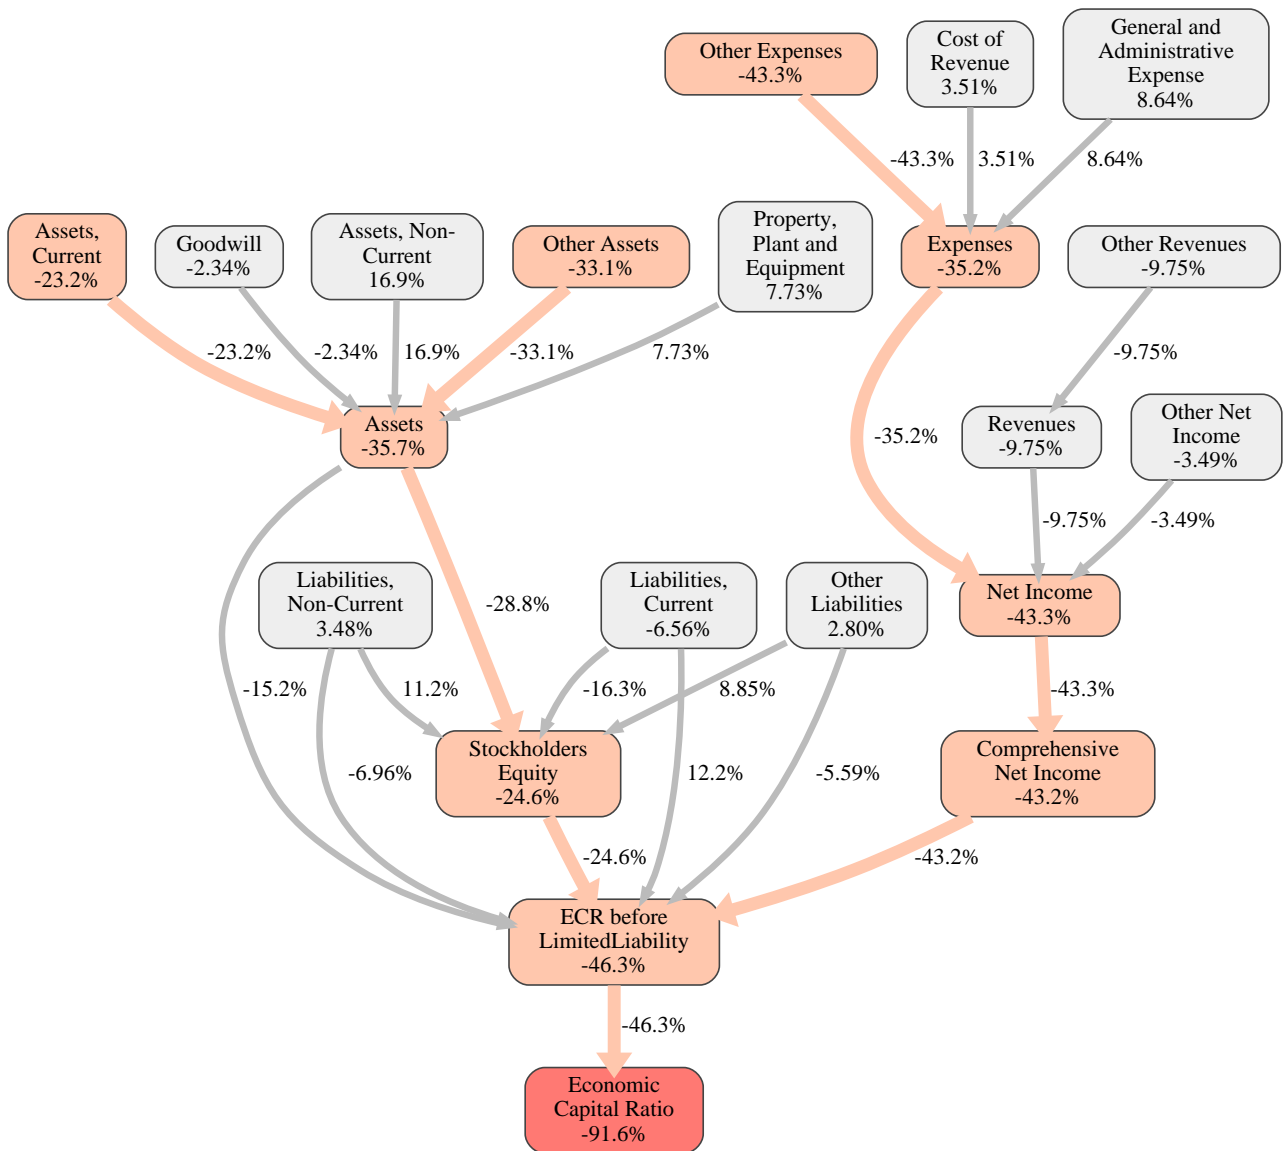 Other Expenses
-43.3%
Cost of
Revenue
3.51%
General and
Administrative
Expense
8.64%
-43.3%
3.51%
8.64%
Assets,
Current
-23.2%
Goodwill
-2.34%
Assets, Non-
Current
16.9%
Other Assets
-33.1%
Property,
Plant and
Equipment
7.73%
Expenses
-35.2%
Other Revenues
-9.75%
-23.2%
-2.34%
16.9%
-33.1%
7.73%
-9.75%
Assets
-35.7%
-35.2%
Revenues
-9.75%
Other Net
Income
-3.49%
-9.75%
-3.49%
Liabilities,
Non-Current
3.48%
-28.8%
Liabilities,
Current
-6.56%
Other
Liabilities
2.80%
Net Income
-43.3%
-15.2%
11.2%
-16.3%
8.85%
-43.3%
Stockholders
Equity
-24.6%
-6.96%
12.2%
-5.59%
Comprehensive
Net Income
-43.2%
-24.6%
-43.2%
ECR before
LimitedLiability
-46.3%
-46.3%
Economic
Capital Ratio
-91.6%